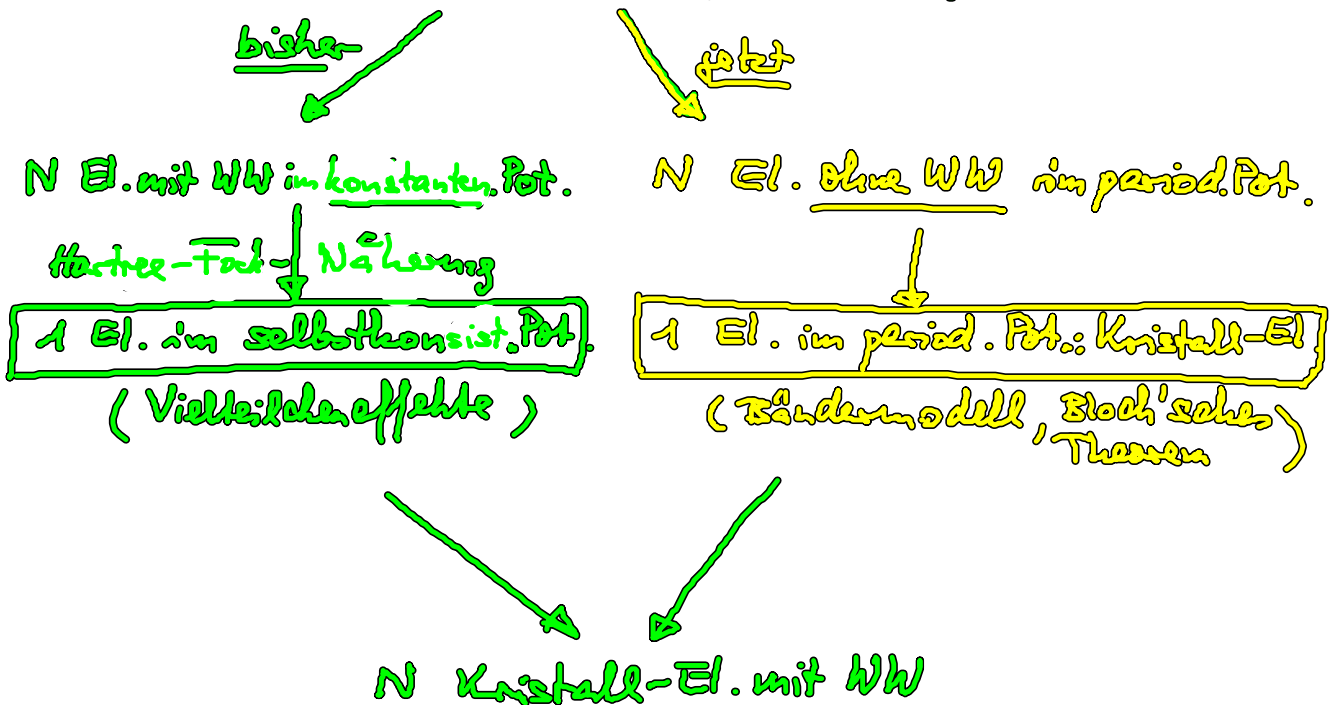 bisher
jetzt
N El. mit WW im konstanten Pot.
N El. ohne WW im period. Pot.
Hartree-Fock-Näherung
1 El. im selbstkonsist. Pot.
1 El. im period. Pot.: Kristall-El
(Vielteilcheneffekte)
(Bändermodell, Bloch'sches
Theorem)
N Kristall-El. mit WW